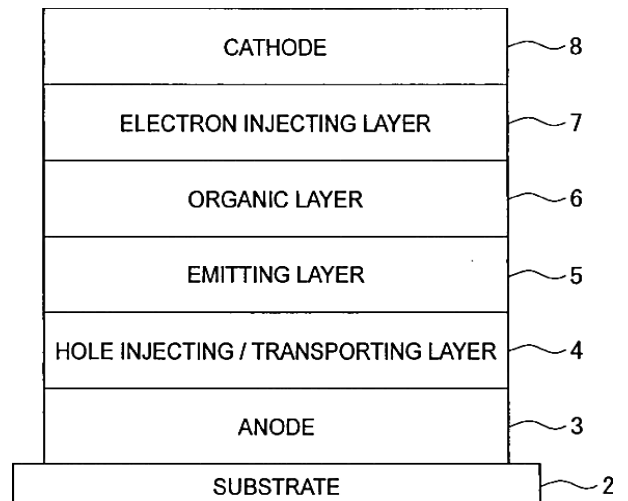 CATHODE 8
ELECTRON INJECTING LAYER 7
ORGANIC LAYER 6
EMITTING LAYER 5
HOLE INJECTING / TRANSPORTING LAYER 4
ANODE 3
SUBSTRATE 2